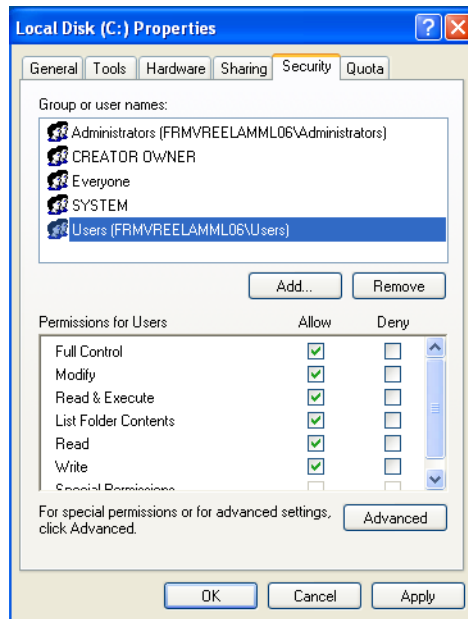 Local Disk (C:) Properties
General Tools Hardware Sharing Security Quota
Group or user names:
Administrators (FRMVREELAMML06\Administrators)
CREATOR OWNER
Everyone
SYSTEM
Users (FRMVREELAMML06\Users)
Add... Remove
Permissions for Users Allow Deny
Full Control
Modify
Read & Execute
List Folder Contents
Read
Write
Special Permissions
For special permissions or for advanced settings,
click Advanced.
Advanced
OK Cancel Apply